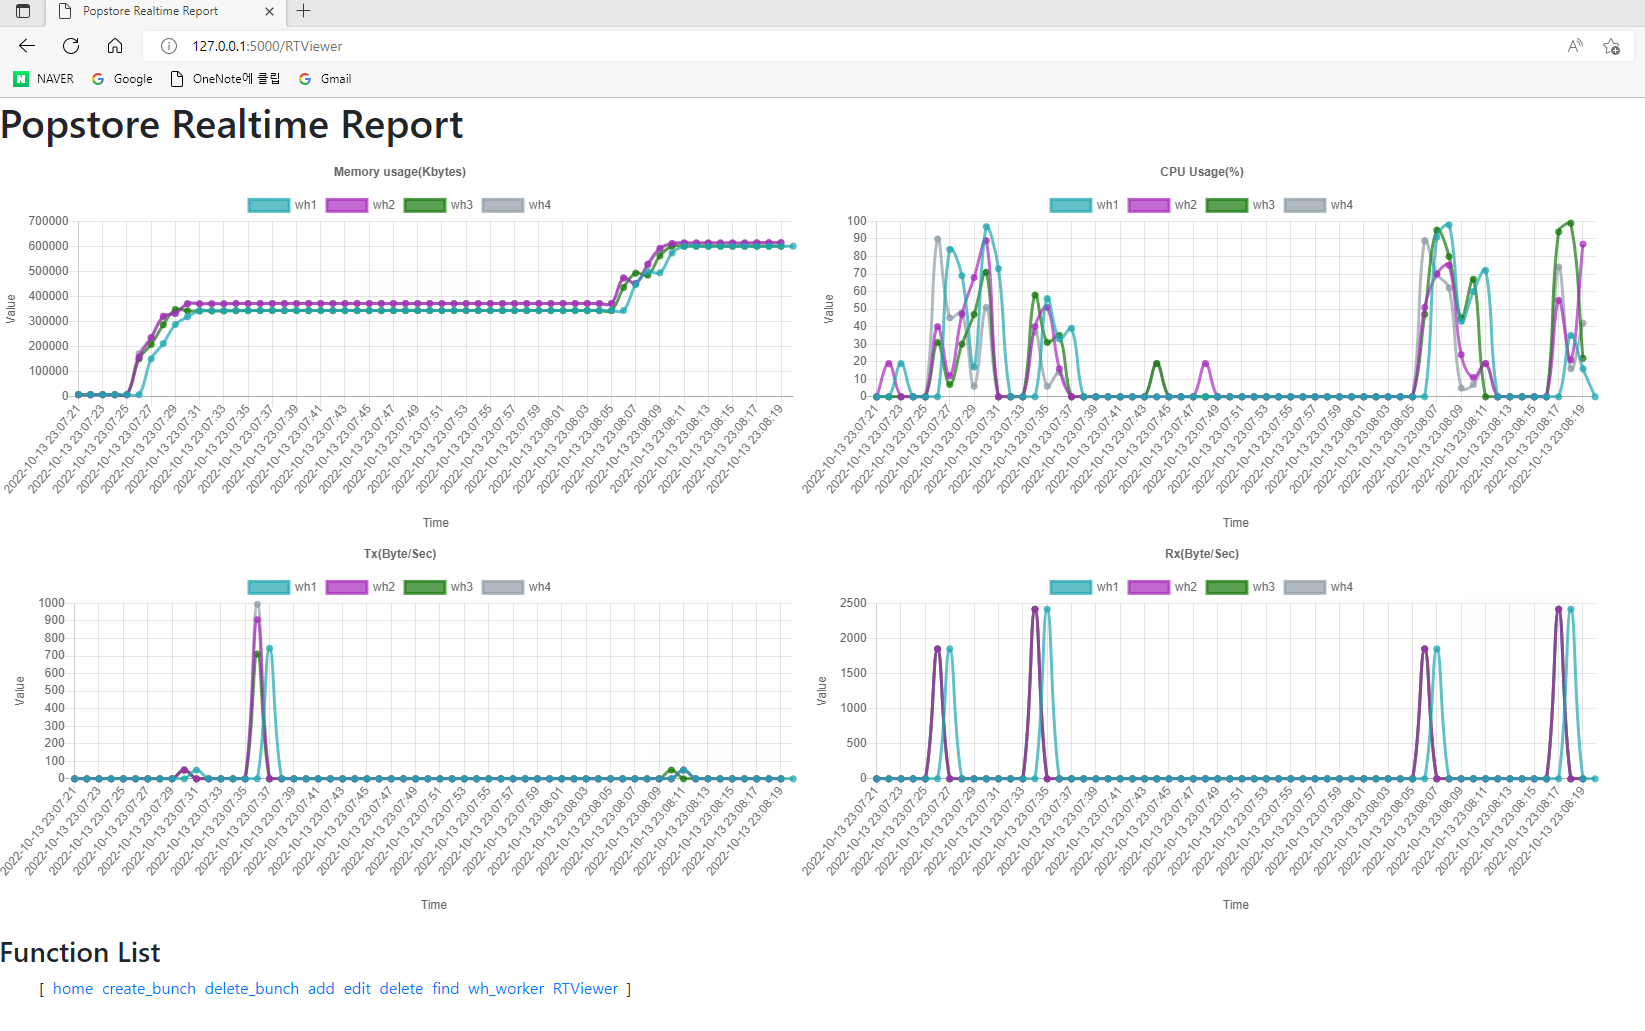 Popstore Realtime Report
127.0.0.1:5000/RTViewer
NAVER Google OneNote에 클립 Gmail
Popstore Realtime Report
Memory usage(Kbytes)
wh1 wh2 wh3 wh4
700000
600000
500000
400000
300000
200000
100000
0
Value
2022-10-13 23:07:21 2022-10-13 23:07:23 2022-10-13 23:07:25 2022-10-13 23:07:27 2022-10-13 23:07:29 2022-10-13 23:07:31 2022-10-13 23:07:33 2022-10-13 23:07:35 2022-10-13 23:07:37 2022-10-13 23:07:39 2022-10-13 23:07:41 2022-10-13 23:07:43 2022-10-13 23:07:45 2022-10-13 23:07:47 2022-10-13 23:07:49 2022-10-13 23:07:51 2022-10-13 23:07:53 2022-10-13 23:07:55 2022-10-13 23:07:57 2022-10-13 23:07:59 2022-10-13 23:08:01 2022-10-13 23:08:03 2022-10-13 23:08:05 2022-10-13 23:08:07 2022-10-13 23:08:09 2022-10-13 23:08:11 2022-10-13 23:08:13 2022-10-13 23:08:15 2022-10-13 23:08:17 2022-10-13 23:08:19
Time
CPU Usage(%)
wh1 wh2 wh3 wh4
100
90
80
70
60
50
40
30
20
10
0
Value
2022-10-13 23:07:21 2022-10-13 23:07:23 2022-10-13 23:07:25 2022-10-13 23:07:27 2022-10-13 23:07:29 2022-10-13 23:07:31 2022-10-13 23:07:33 2022-10-13 23:07:35 2022-10-13 23:07:37 2022-10-13 23:07:39 2022-10-13 23:07:41 2022-10-13 23:07:43 2022-10-13 23:07:45 2022-10-13 23:07:47 2022-10-13 23:07:49 2022-10-13 23:07:51 2022-10-13 23:07:53 2022-10-13 23:07:55 2022-10-13 23:07:57 2022-10-13 23:07:59 2022-10-13 23:08:01 2022-10-13 23:08:03 2022-10-13 23:08:05 2022-10-13 23:08:07 2022-10-13 23:08:09 2022-10-13 23:08:11 2022-10-13 23:08:13 2022-10-13 23:08:15 2022-10-13 23:08:17 2022-10-13 23:08:19
Time
Tx(Byte/Sec)
wh1 wh2 wh3 wh4
1000
900
800
700
600
500
400
300
200
100
0
Value
2022-10-13 23:07:21 2022-10-13 23:07:23 2022-10-13 23:07:25 2022-10-13 23:07:27 2022-10-13 23:07:29 2022-10-13 23:07:31 2022-10-13 23:07:33 2022-10-13 23:07:35 2022-10-13 23:07:37 2022-10-13 23:07:39 2022-10-13 23:07:41 2022-10-13 23:07:43 2022-10-13 23:07:45 2022-10-13 23:07:47 2022-10-13 23:07:49 2022-10-13 23:07:51 2022-10-13 23:07:53 2022-10-13 23:07:55 2022-10-13 23:07:57 2022-10-13 23:07:59 2022-10-13 23:08:01 2022-10-13 23:08:03 2022-10-13 23:08:05 2022-10-13 23:08:07 2022-10-13 23:08:09 2022-10-13 23:08:11 2022-10-13 23:08:13 2022-10-13 23:08:15 2022-10-13 23:08:17 2022-10-13 23:08:19
Time
Rx(Byte/Sec)
wh1 wh2 wh3 wh4
2500
2000
1500
1000
500
0
Value
2022-10-13 23:07:21 2022-10-13 23:07:23 2022-10-13 23:07:25 2022-10-13 23:07:27 2022-10-13 23:07:29 2022-10-13 23:07:31 2022-10-13 23:07:33 2022-10-13 23:07:35 2022-10-13 23:07:37 2022-10-13 23:07:39 2022-10-13 23:07:41 2022-10-13 23:07:43 2022-10-13 23:07:45 2022-10-13 23:07:47 2022-10-13 23:07:49 2022-10-13 23:07:51 2022-10-13 23:07:53 2022-10-13 23:07:55 2022-10-13 23:07:57 2022-10-13 23:07:59 2022-10-13 23:08:01 2022-10-13 23:08:03 2022-10-13 23:08:05 2022-10-13 23:08:07 2022-10-13 23:08:09 2022-10-13 23:08:11 2022-10-13 23:08:13 2022-10-13 23:08:15 2022-10-13 23:08:17 2022-10-13 23:08:19
Time
Function List
[ home create_bunch delete_bunch add edit delete find wh_worker RTViewer ]